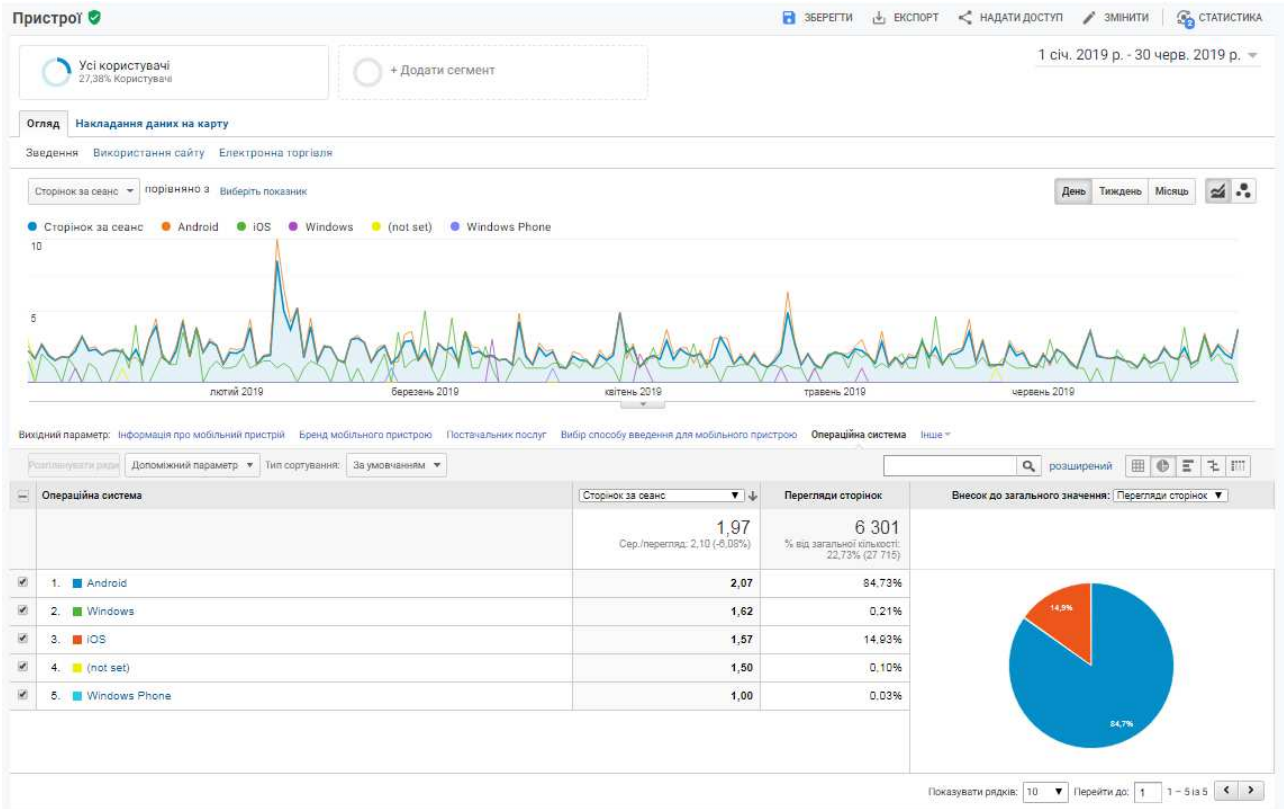 Пристрої
ЗБЕРЕГТИ ЕКСПОРТ НАДАТИ ДОСТУП ЗМІНИТИ 2 СТАТИСТИКА
Усі користувачі
27,38% Користувачі
+ Додати сегмент
1 січ. 2019 р. - 30 черв. 2019 р.
Огляд Накладання даних на карту
Зведення Використання сайту Електронна торгівля
Сторінок за сеанс порівняно з Виберіть показник
День Тиждень Місяць
Сторінок за сеанс Android iOS Windows (not set) Windows Phone
10
5
лютий 2019 березень 2019 квітень 2019 травень 2019 червень 2019
Вихідний параметр: Інформація про мобільний пристрій Бренд мобільного пристрою Постачальник послуг Вибір способу введення для мобільного пристрою Операційна система Інше
Розпланувати ряди Допоміжний параметр Тип сортування: За умовчанням розширений
Операційна система Сторінок за сеанс Перегляди сторінок Внесок до загального значення: Перегляди сторінок
1,97 6 301
Сер./перегляд: 2,10 (-6,08%) % від загальної кількості:
22,73% (27 715)
1. Android 2,07 84,73%
2. Windows 1,62 0,21%
3. iOS 1,57 14,93%
4. (not set) 1,50 0,10%
5. Windows Phone 1,00 0,03%
14,9%
84,7%
Показувати рядків: 10 Перейти до: 1 1 – 5 із 5